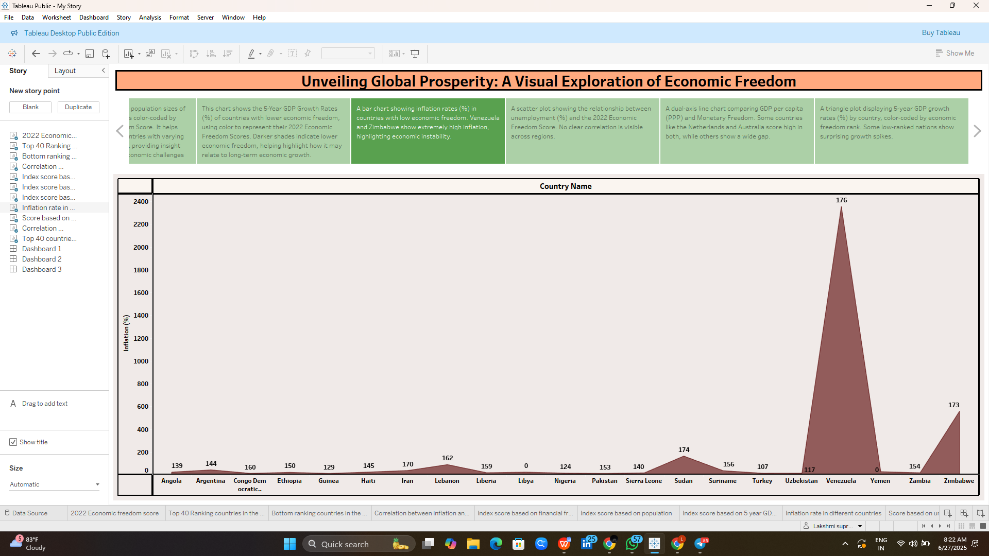 Tableau Public - My Story
File Data Worksheet Dashboard Story Analysis Format Server Window Help
Tableau Desktop Public Edition
Buy Tableau
Show Me
Story Layout
New story point
Blank Duplicate
2022 Economic...
Top 40 Ranking
Bottom ranking ...
Correlation ...
Index score bas...
Index score bas...
Index score bas...
Inflation rate in ...
Score based on ...
Correlation ...
Top 40 countrie...
Dashboard 1
Dashboard 2
Dashboard 3
Drag to add text
Show title
Size
Automatic
Unveiling Global Prosperity: A Visual Exploration of Economic Freedom
population sizes of
color-coded by
m Score. It helps
ntries with varying
providing insight
onomic challenges
This chart shows the 5-Year GDP Growth Rates
(%) of countries with lower economic freedom,
using color to represent their 2022 Economic
Freedom Scores. Darker shades indicate lower
economic freedom, helping highlight how it may
relate to long-term economic growth.
A bar chart showing inflation rates (%) in
countries with low economic freedom. Venezuela
and Zimbabwe show extremely high inflation,
highlighting economic instability.
A scatter plot showing the relationship between
unemployment (%) and the 2022 Economic
Freedom Score. No clear correlation is visible
across regions.
A dual-axis line chart comparing GDP per capita
(PPP) and Monetary Freedom. Some countries
like the Netherlands and Australia score high in
both, while others show a wide gap.
A triangle plot displaying 5-year GDP growth
rates (%) by country, color-coded by economic
freedom rank. Some low-ranked nations show
surprising growth spikes.
Country Name
Inflation (%)
2400
2200
2000
1800
1600
1400
1200
1000
800
600
400
200
0
139 144 160 150 129 145 170 162 159 0 124 153 140 174 156 107 117 176 0 154 173
Angola Argentina Congo Dem Ethiopia Guinea Haiti Iran Lebanon Liberia Libya Nigeria Pakistan Sierra Leone Sudan Suriname Turkey Uzbekistan Venezuela Yemen Zambia Zimbabwe
ocratic...
Data Source 2022 Economic freedom score Top 40 Ranking countries in the ... Bottom ranking countries in the ... Correlation between inflation an... Index score based on financial fr... Index score based on population Index score based on 5 year GD... Inflation rate in different countries Score based on us
Lakshmi supr...
5
83°F
Cloudy
Quick search
25
57
99
ENG
IN
8:22 AM
6/27/2025